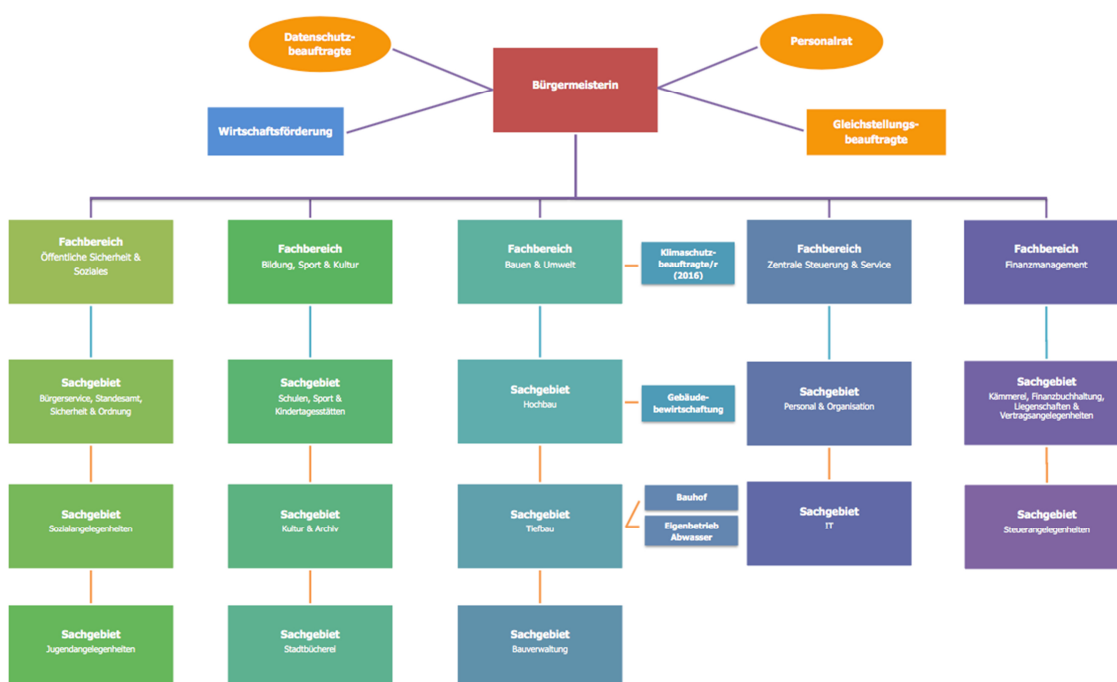 Datenschutz-
beauftragte
Personalrat
Bürgermeisterin
Wirtschaftsförderung
Gleichstellungs-
beauftragte
Fachbereich
Öffentliche Sicherheit &
Soziales
Fachbereich
Bildung, Sport & Kultur
Fachbereich
Bauen & Umwelt
Klimaschutz-
beauftragte/r
(2016)
Fachbereich
Zentrale Steuerung & Service
Fachbereich
Finanzmanagement
Sachgebiet
Bürgerservice, Standesamt,
Sicherheit & Ordnung
Sachgebiet
Schulen, Sport &
Kindertagesstätten
Sachgebiet
Hochbau
Gebäude-
bewirtschaftung
Sachgebiet
Personal & Organisation
Sachgebiet
Kämmerei, Finanzbuchhaltung,
Liegenschaften &
Vertragsangelegenheiten
Sachgebiet
Sozialangelegenheiten
Sachgebiet
Kultur & Archiv
Sachgebiet
Tiefbau
Bauhof
Eigenbetrieb
Abwasser
Sachgebiet
IT
Sachgebiet
Steuerangelegenheiten
Sachgebiet
Jugendangelegenheiten
Sachgebiet
Stadtbücherei
Sachgebiet
Bauverwaltung